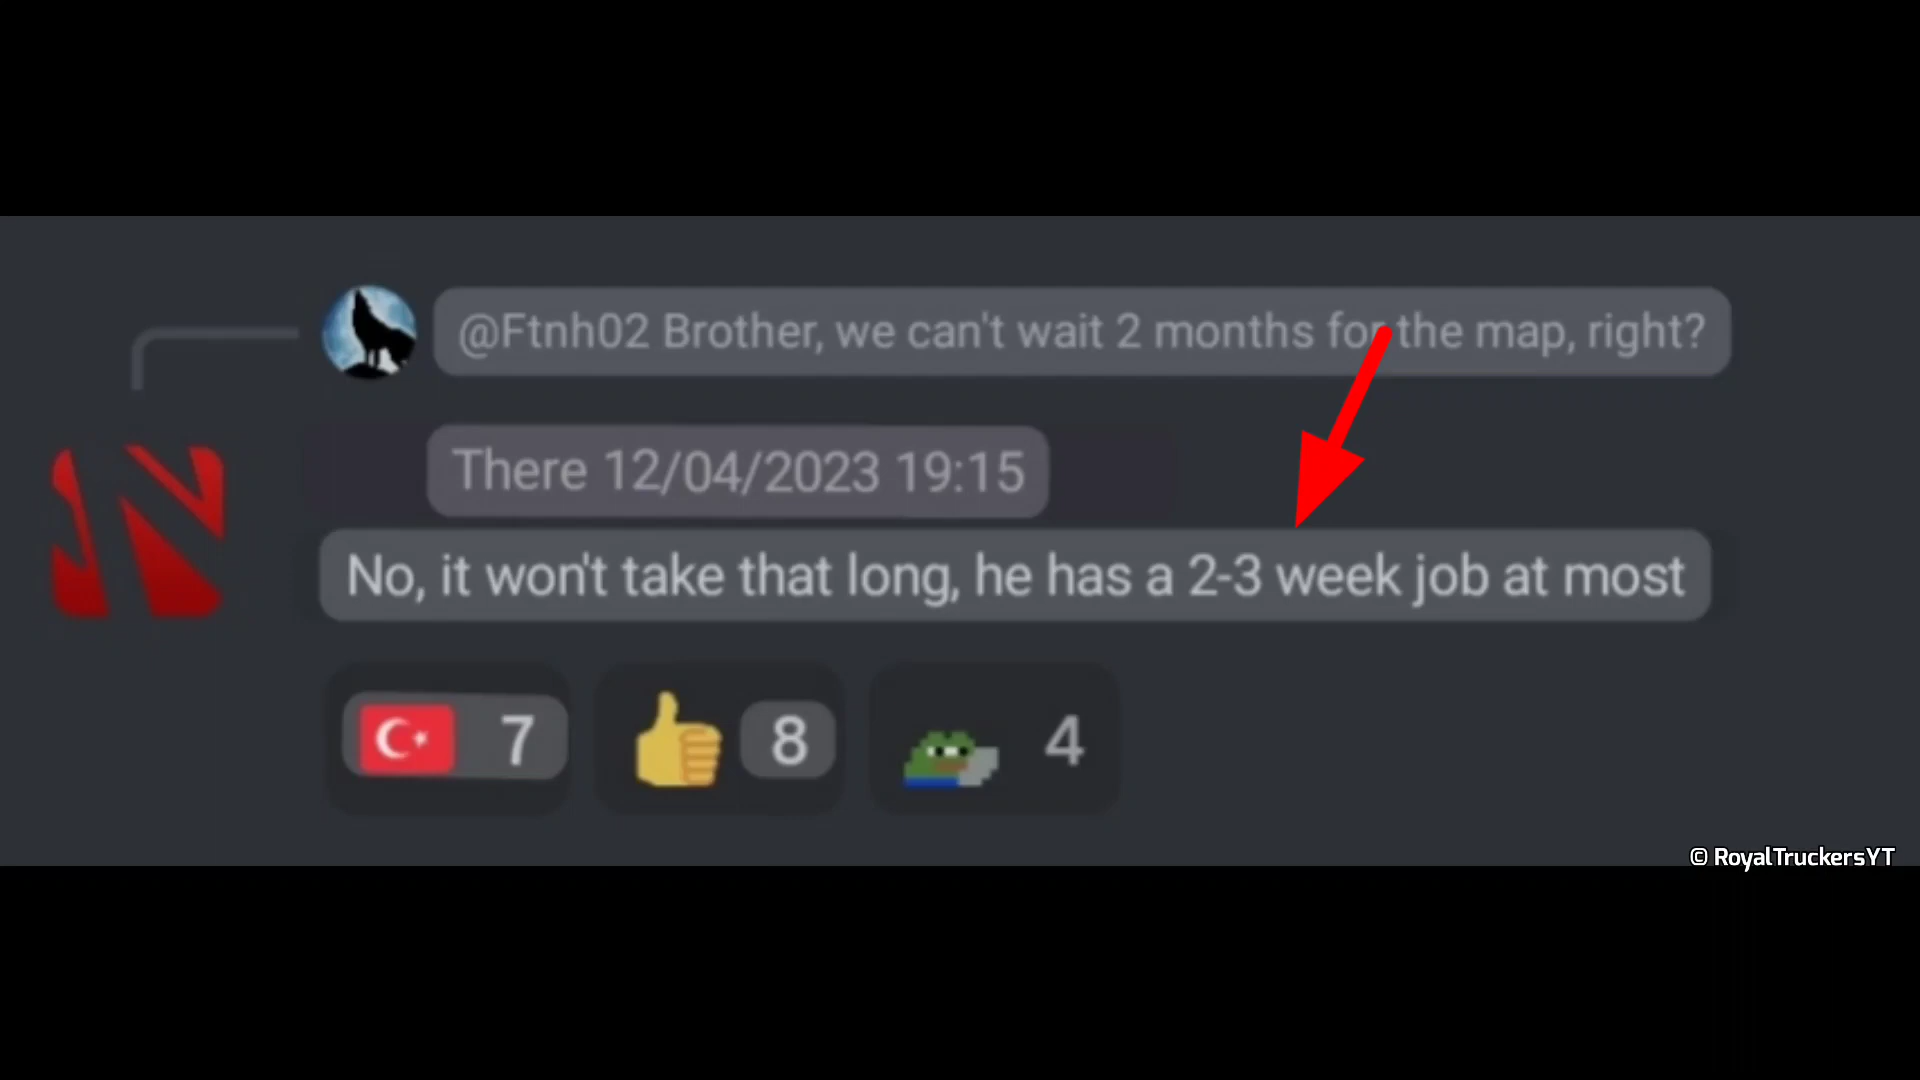 @Ftnh02 Brother, we can't wait 2 months for the map, right?
There 12/04/2023 19:15
No, it won't take that long, he has a 2-3 week job at most
7 8 4
© RoyalTruckersYT